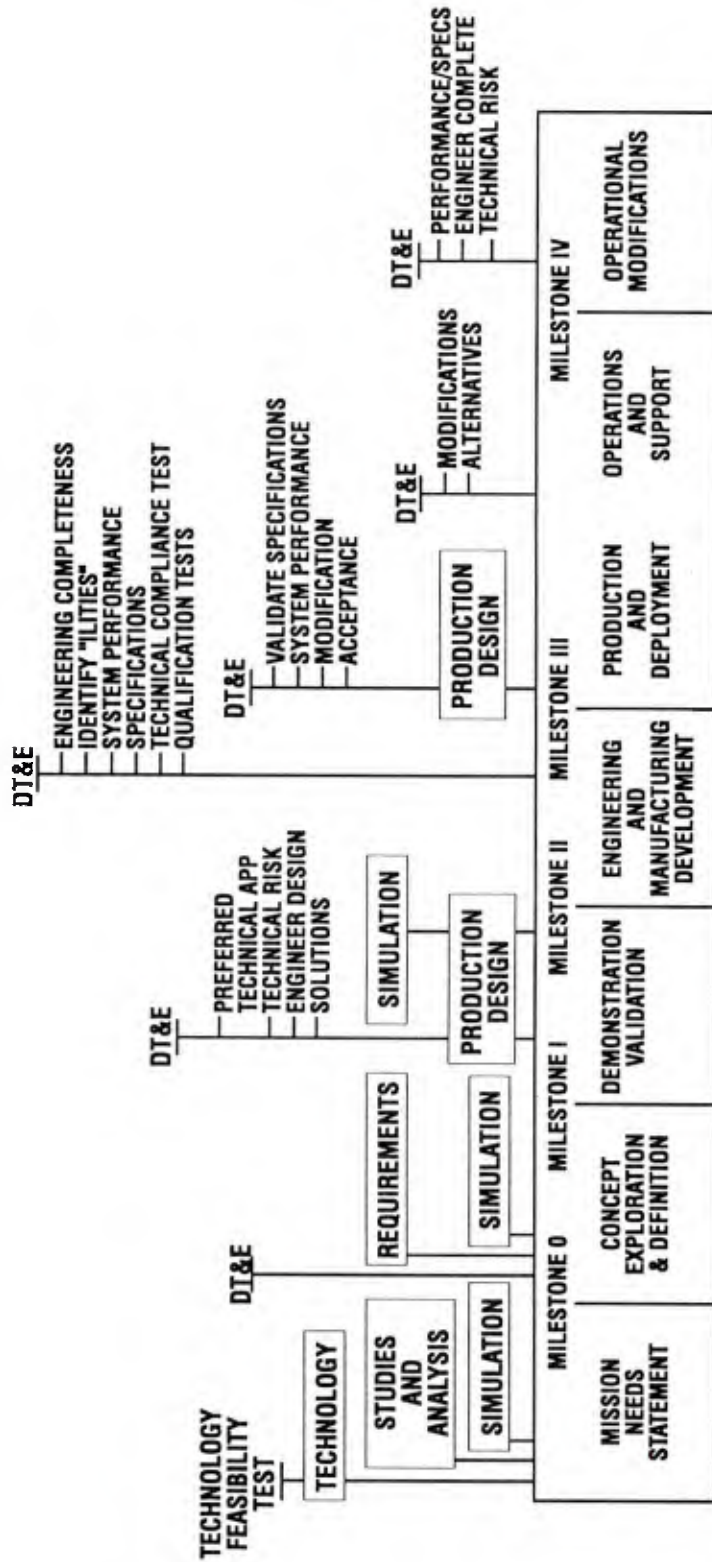 TECHNOLOGY
FEASIBILITY
TEST
TECHNOLOGY
STUDIES
AND
ANALYSIS
SIMULATION
DT&E
REQUIREMENTS
SIMULATION
DT&E
PREFERRED
TECHNICAL APP
TECHNICAL RISK
ENGINEER DESIGN
SOLUTIONS
SIMULATION
PRODUCTION
DESIGN
DT&E
ENGINEERING COMPLETENESS
IDENTIFY "ILITIES"
SYSTEM PERFORMANCE
SPECIFICATIONS
TECHNICAL COMPLIANCE TEST
QUALIFICATION TESTS
DT&E
VALIDATE SPECIFICATIONS
SYSTEM PERFORMANCE
MODIFICATION
ACCEPTANCE
PRODUCTION
DESIGN
DT&E
MODIFICATIONS
ALTERNATIVES
DT&E
PERFORMANCE/SPECS
ENGINEER COMPLETE
TECHNICAL RISK
MILESTONE 0
MILESTONE I
MILESTONE II
MILESTONE III
MILESTONE IV
MISSION
NEEDS
STATEMENT
CONCEPT
EXPLORATION
& DEFINITION
DEMONSTRATION
VALIDATION
ENGINEERING
AND
MANUFACTURING
DEVELOPMENT
PRODUCTION
AND
DEPLOYMENT
OPERATIONS
AND
SUPPORT
OPERATIONAL
MODIFICATIONS